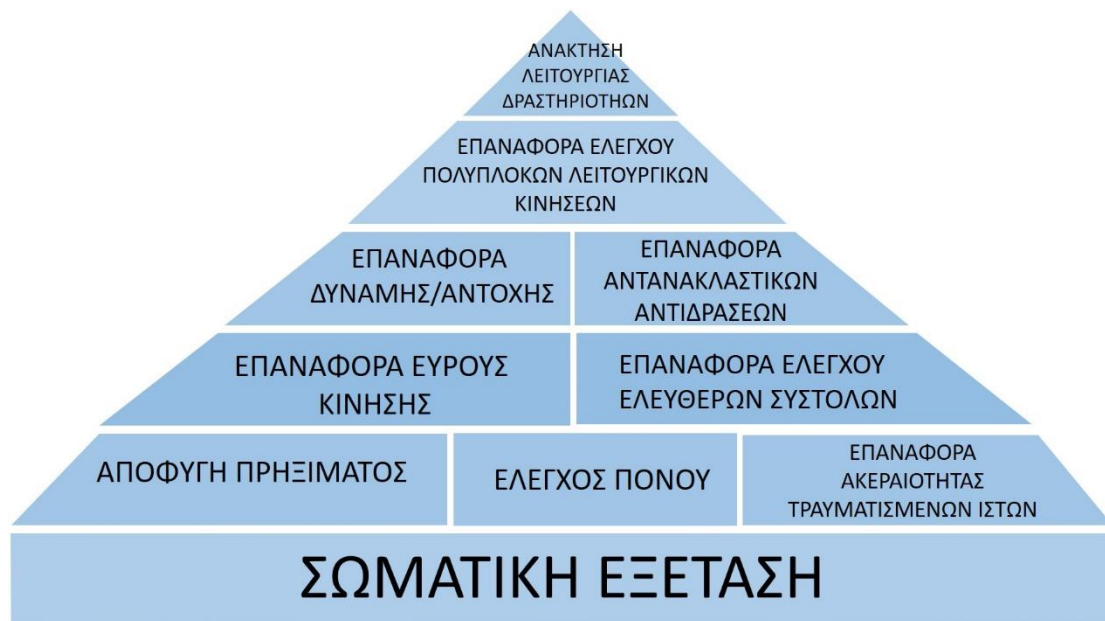 ΑΝΑΚΤΗΣΗ
ΛΕΙΤΟΥΡΓΙΑΣ
ΔΡΑΣΤΗΡΙΟΤΗΩΝ
ΕΠΑΝΑΦΟΡΑ ΕΛΕΓΧΟΥ
ΠΟΛΥΠΛΟΚΩΝ ΛΕΙΤΟΥΡΓΙΚΩΝ
ΚΙΝΗΣΕΩΝ
ΕΠΑΝΑΦΟΡΑ
ΔΥΝΑΜΗΣ/ΑΝΤΟΧΗΣ
ΕΠΑΝΑΦΟΡΑ
ΑΝΤΑΝΑΚΛΑΣΤΙΚΩΝ
ΑΝΤΙΔΡΑΣΕΩΝ
ΕΠΑΝΑΦΟΡΑ ΕΥΡΟΥΣ
ΚΙΝΗΣΗΣ
ΕΠΑΝΑΦΟΡΑ ΕΛΕΓΧΟΥ
ΕΛΕΥΘΕΡΩΝ ΣΥΣΤΟΛΩΝ
ΑΠΟΦΥΓΗ ΠΡΗΞΙΜΑΤΟΣ
ΕΛΕΓΧΟΣ ΠΟΝΟΥ
ΕΠΑΝΑΦΟΡΑ
ΑΚΕΡΑΙΟΤΗΤΑΣ
ΤΡΑΥΜΑΤΙΣΜΕΝΩΝ ΙΣΤΩΝ
ΣΩΜΑΤΙΚΗ ΕΞΕΤΑΣΗ